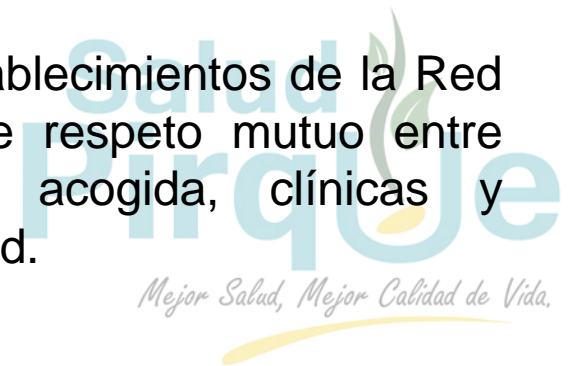 ablecimientos de la Red
Salud
e respeto mutuo entre
PirqUe
acogida, clínicas y
d.
Mejor Salud, Mejor Calidad de Vida.